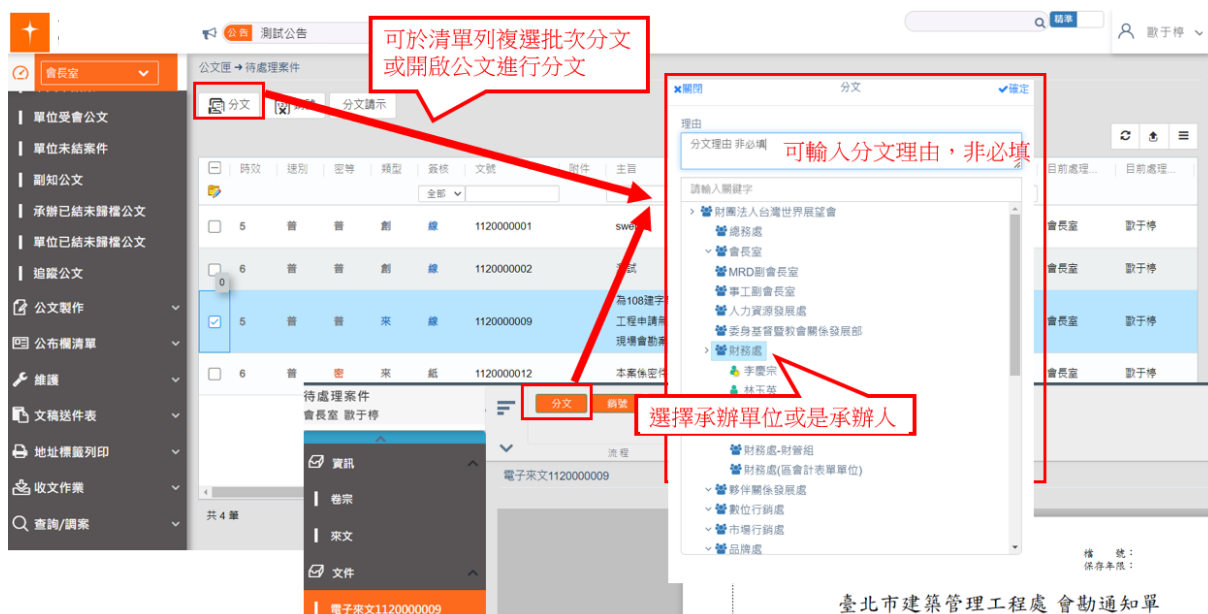 公告 測試公告
精準
歐于停
可於清單列複選批次分文
或開啟公文進行分文
會長室
公文匣→待處理案件
分文
分文請示
單位受會公文
單位未結案件
副知公文
承辦已結未歸檔公文
單位已結未歸檔公文
追蹤公文
公文製作
公布欄清單
維護
文稿送件表
地址標籤列印
收文作業
查詢/調案
時效 速別 密等 類型 簽核 文號 附件 主旨 目前處理... 目前處理...
全部
5 普 普 創 線 1120000001 會長室 歐于停
6 普 普 創 線 1120000002 會長室 歐于停
0
5 普 普 來 線 1120000009 會長室 歐于停
為108建字
工程申請
現場會勘
6 普 密 來 紙 1120000012 本案係密件 會長室 歐于停
共 4 筆
關閉 分文 確定
理由
分文理由 非必填
可輸入分文理由，非必填
請輸入關鍵字
財團法人台灣世界展望會
總務處
會長室
MRD副會長室
事工副會長室
人力資源發展處
委身基督暨教會關係發展部
財務處
李慶宗
林玉英
選擇承辦單位或是承辦人
財務處-財管組
財務處(區會計表單單位)
夥伴關係發展處
數位行銷處
市場行銷處
品牌處
待處理案件
會長室 歐于停
分文 銷號
流程
資訊
卷宗
來文
文件
電子來文1120000009
電子來文1120000009
檔 號：
保存年限：
臺北市建築管理工程處 會勘通知單